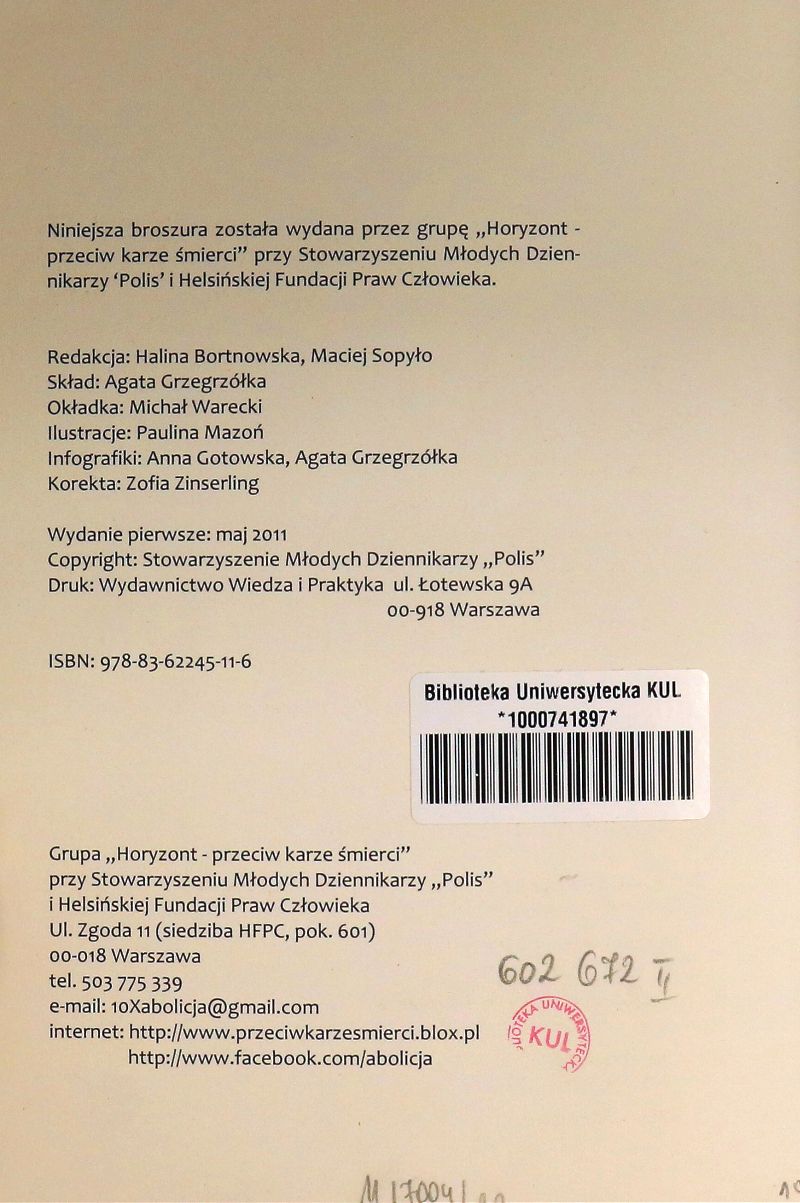 Niniejsza broszura została wydana przez grupę „Horyzont -
przeciw karze śmierci” przy Stowarzyszeniu Młodych Dzien-
nikarzy ‘Polis’ i Helsińskiej Fundacji Praw Człowieka.
Redakcja: Halina Bortnowska, Maciej Sopyło
Skład: Agata Grzegrzółka
Okładka: Michał Warecki
Ilustracje: Paulina Mazoń
Infografiki: Anna Gotowska, Agata Grzegrzółka
Korekta: Zofia Zinserling
Wydanie pierwsze: maj 2011
Copyright: Stowarzyszenie Młodych Dziennikarzy „Polis”
Druk: Wydawnictwo Wiedza i Praktyka ul. Łotewska 9A
00-918 Warszawa
ISBN: 978-83-62245-11-6
Biblioteka Uniwersytecka KUL
*1000741897*
Grupa „Horyzont - przeciw karze śmierci”
przy Stowarzyszeniu Młodych Dziennikarzy „Polis”
i Helsińskiej Fundacji Praw Człowieka
Ul. Zgoda 11 (siedziba HFPC, pok. 601)
00-018 Warszawa
tel. 503 775 339
e-mail: 10Xabolicja@gmail.com
internet: http://www.przeciwkarzesmierci.blox.pl
http://www.facebook.com/abolicja
602 672 II
KUL